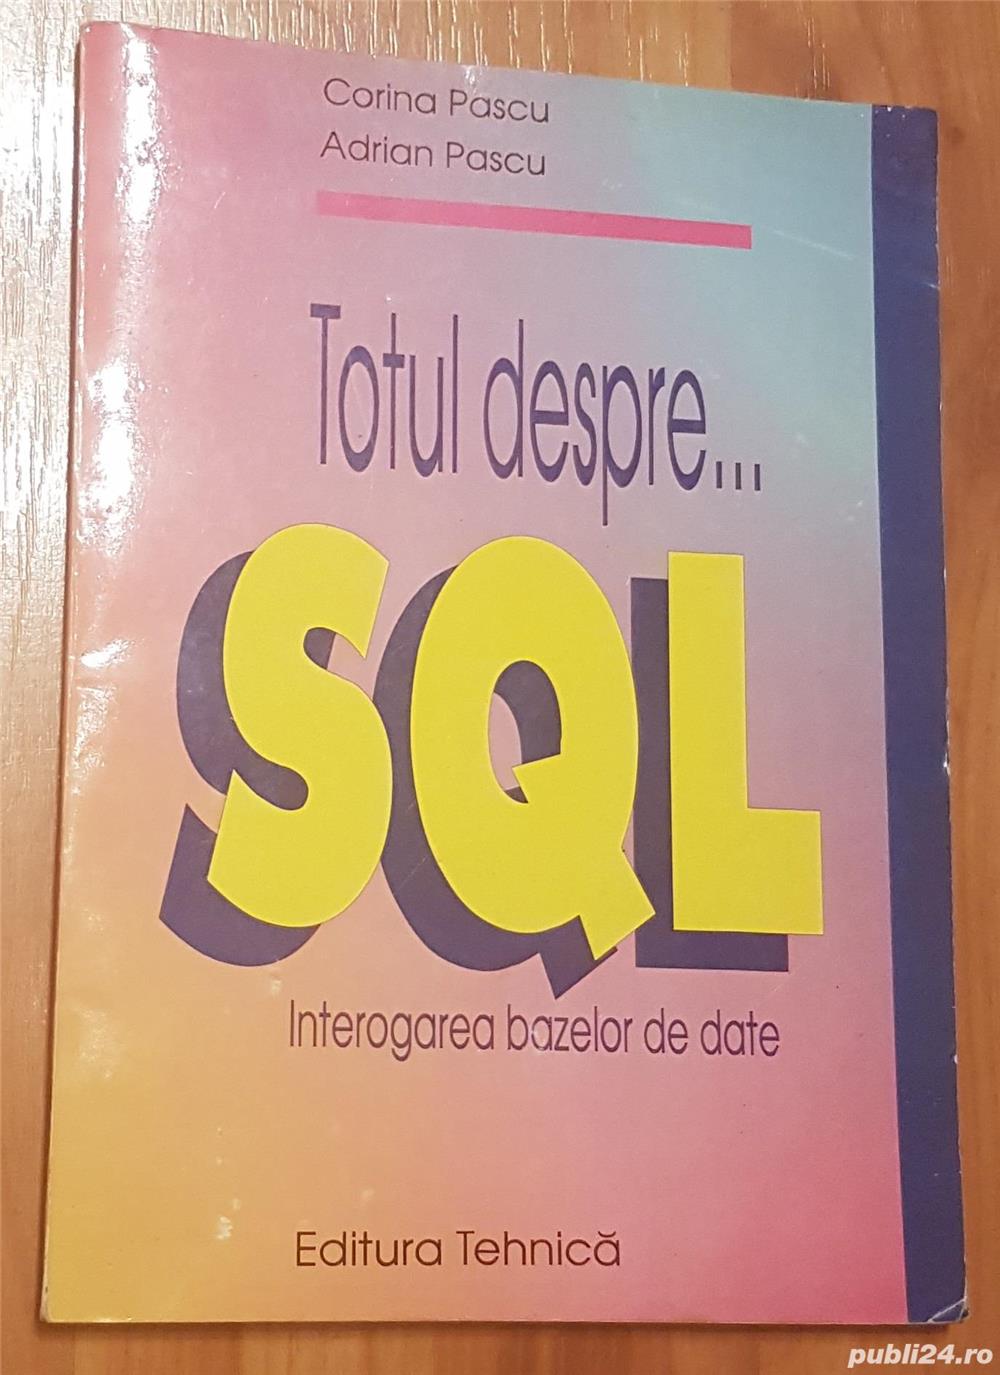 Corina Pascu
Adrian Pascu
Totul despre...
SQL
Interogarea bazelor de date
Editura Tehnică
publi24.ro